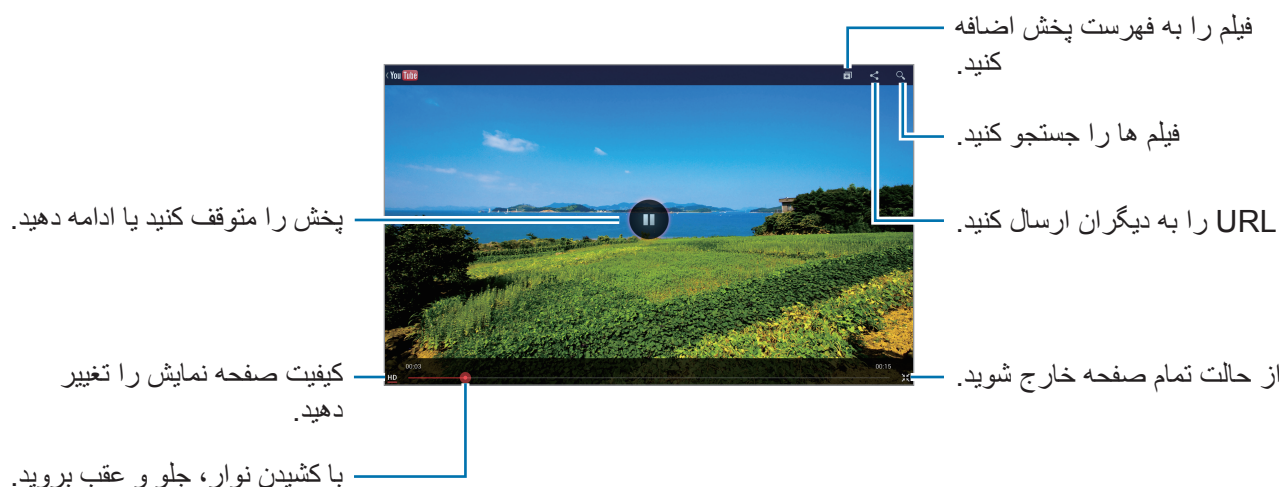 فیلم را به فهرست پخش اضافه
کنید.
فیلم ها را جستجو کنید.
URL را به دیگران ارسال کنید.
از حالت تمام صفحه خارج شوید.
You Tube
00:03
00:15
HD
پخش را متوقف کنید یا ادامه دهید.
کیفیت صفحه نمایش را تغییر
دهید.
با کشیدن نوار، جلو و عقب بروید.